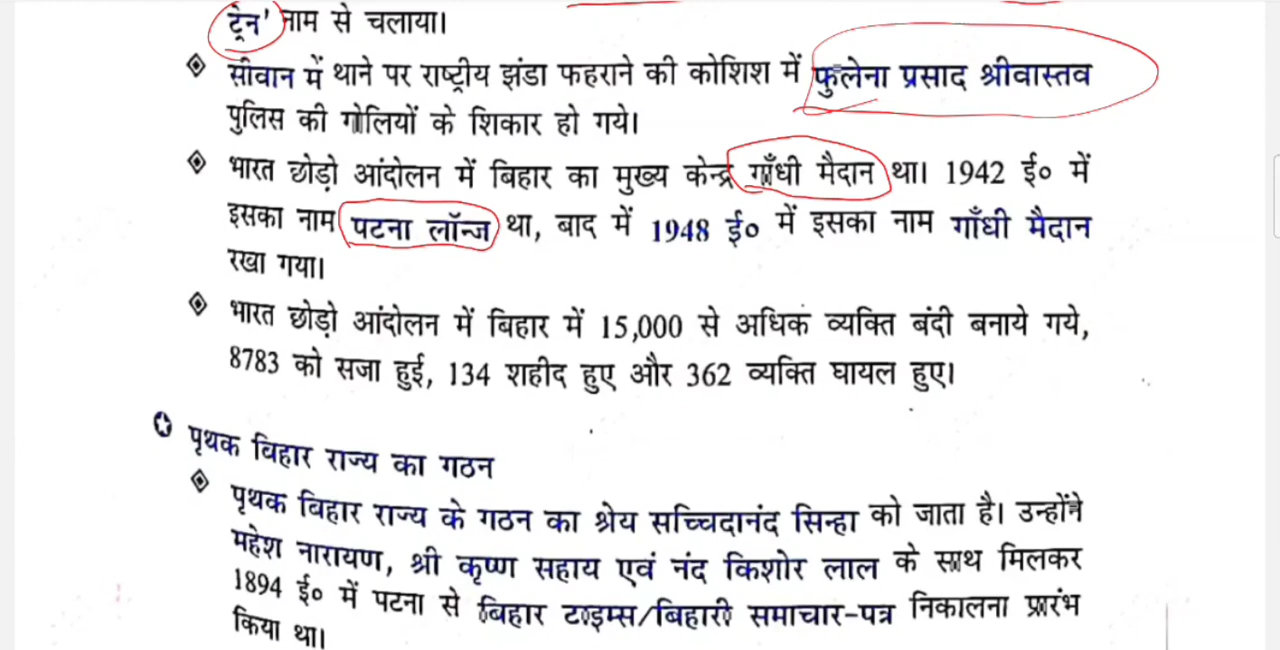 ट्रेन' नाम से चलाया।
सीवान में थाने पर राष्ट्रीय झंडा फहराने की कोशिश में फुलेना प्रसाद श्रीवास्तव
पुलिस की गोलियों के शिकार हो गये।
भारत छोड़ो आंदोलन में बिहार का मुख्य केन्द्र गाँधी मैदान था। 1942 ई० में
इसका नाम पटना लॉन्ज था, बाद में 1948 ई० में इसका नाम गाँधी मैदान
रखा गया।
भारत छोड़ो आंदोलन में बिहार में 15,000 से अधिक व्यक्ति बंदी बनाये गये,
8783 को सजा हुई, 134 शहीद हुए और 362 व्यक्ति घायल हुए।
पृथक बिहार राज्य का गठन
पृथक बिहार राज्य के गठन का श्रेय सच्चिदानंद सिन्हा को जाता है। उन्होंने
महेश नारायण, श्री कृष्ण सहाय एवं नंद किशोर लाल के साथ मिलकर
1894 ई० में पटना से बिहार टाइम्स/बिहारी समाचार-पत्र निकालना प्रारंभ
किया था।